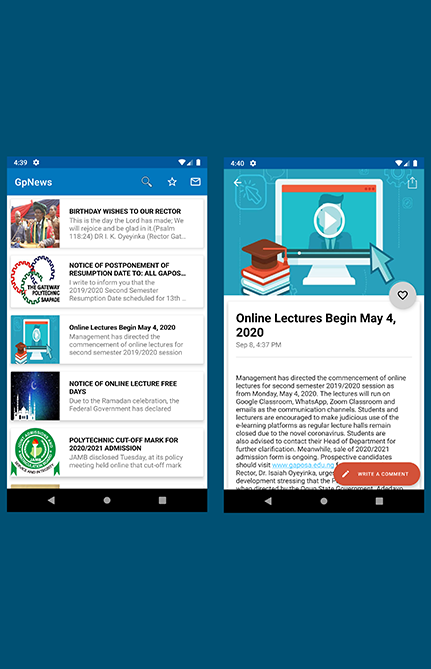 4:39
GpNews
BIRTHDAY WISHES TO OUR RECTOR
This is the day the Lord has made; We
will rejoice and be glad in it (Psalm
118:24) DR I. K. Oyeyinka (Rector Gat...
THE GATEWAY
POLYTECHNIC
SAAPADE
NOTICE OF POSTPONEMENT OF
RESUMPTION DATE TO: ALL GAPOS...
I write to inform you that the
2019/2020 Second Semester
Resumption Date scheduled for 13th ...
Online Lectures Begin May 4, 2020
Management has directed the
commencement of online lectures for
second semester 2019/2020 session
NOTICE OF ONLINE LECTURE FREE
DAYS
Due to the Ramadan celebration, the
Federal Government has declared
POLYTECHNIC CUT-OFF MARK FOR
2020/2021 ADMISSION
JAMB disclosed Tuesday, at its policy
meeting held online that cut-off mark
JAMB
SERVICE AND INTEGRITY
4:40
Online Lectures Begin May 4,
2020
Sep 8, 4:37 PM
Management has directed the commencement of online
lectures for second semester 2019/2020 session as
from Monday, May 4, 2020. The lectures will run on
Google Classroom, WhatsApp, Zoom Classroom and
emails as the communication channels. Students and
lecturers are encouraged to make judicious use of the
e-learning platforms as regular lecture halls remain
closed due to the novel coronavirus. Students are
also advised to contact their Head of Department for
further clarification. Meanwhile, sale of 2020/2021
admission form is ongoing. Prospective candidates
should visit www.gaposa.edu.ng
Rector, Dr. Isaiah Oyeyinka, urges
development stressing that the P
when directed by the Ogun State Government, Adedayo
WRITE A COMMENT